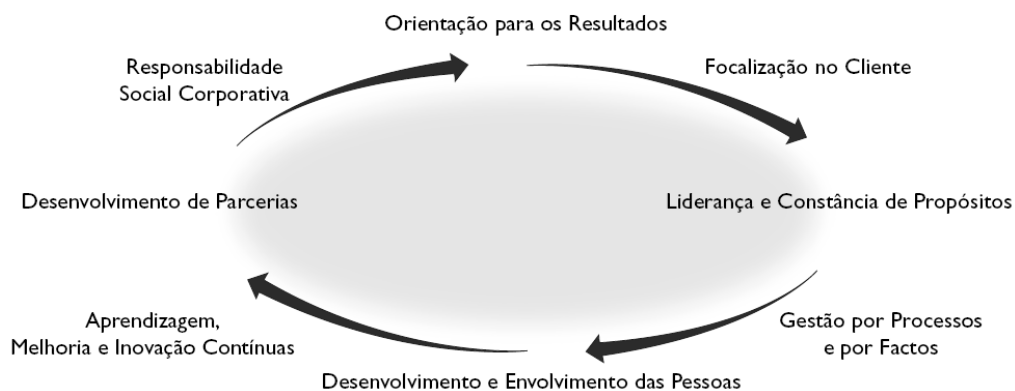 Orientação para os Resultados
Focalização no Cliente
Liderança e Constância de Propósitos
Gestão por Processos
e por Factos
Desenvolvimento e Envolvimento das Pessoas
Aprendizagem,
Melhoria e Inovação Contínuas
Desenvolvimento de Parcerias
Responsabilidade
Social Corporativa